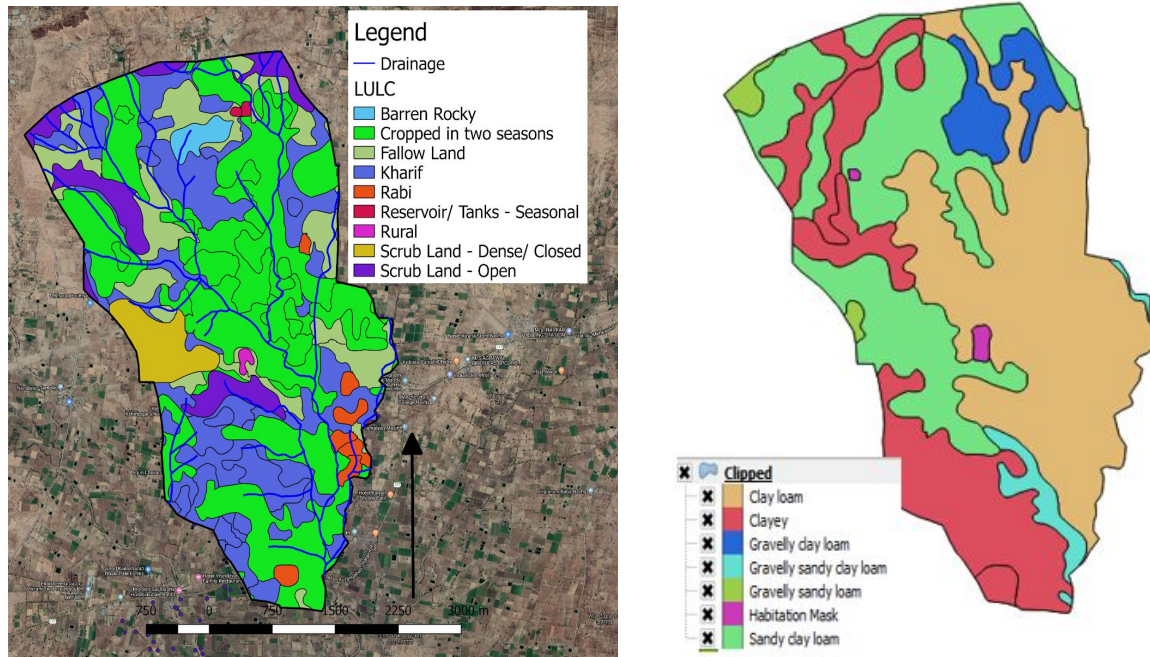 Legend
Drainage
LULC
Barren Rocky
Cropped in two seasons
Fallow Land
Kharif
Rabi
Reservoir/ Tanks - Seasonal
Rural
Scrub Land - Dense/ Closed
Scrub Land - Open
750 0 750 1500 2250 3000 m
Clipped
Clay loam
Clayey
Gravelly clay loam
Gravelly sandy clay loam
Gravelly sandy loam
Habitation Mask
Sandy clay loam